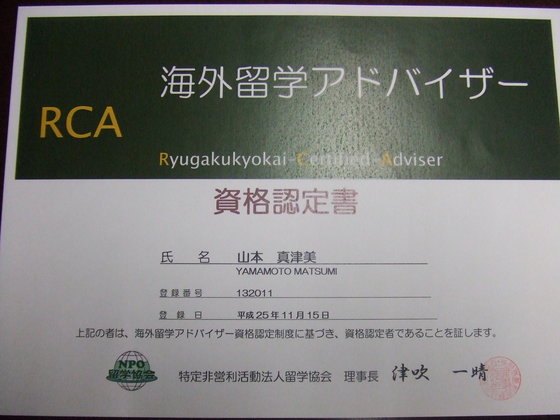 海外留学アドバイザー
RCA
Ryugakukyokai-Certified-Adviser
資格認定書
氏 名 山本 真津美
YAMAMOTO MATSUMI
登録番号 132011
登 録 日 平成25年11月15日
上記の者は、海外留学アドバイザー資格認定制度に基づき、資格認定者であることを証します。
NPO
留学協会
特定非営利活動法人留学協会 理事長 津吹 一晴